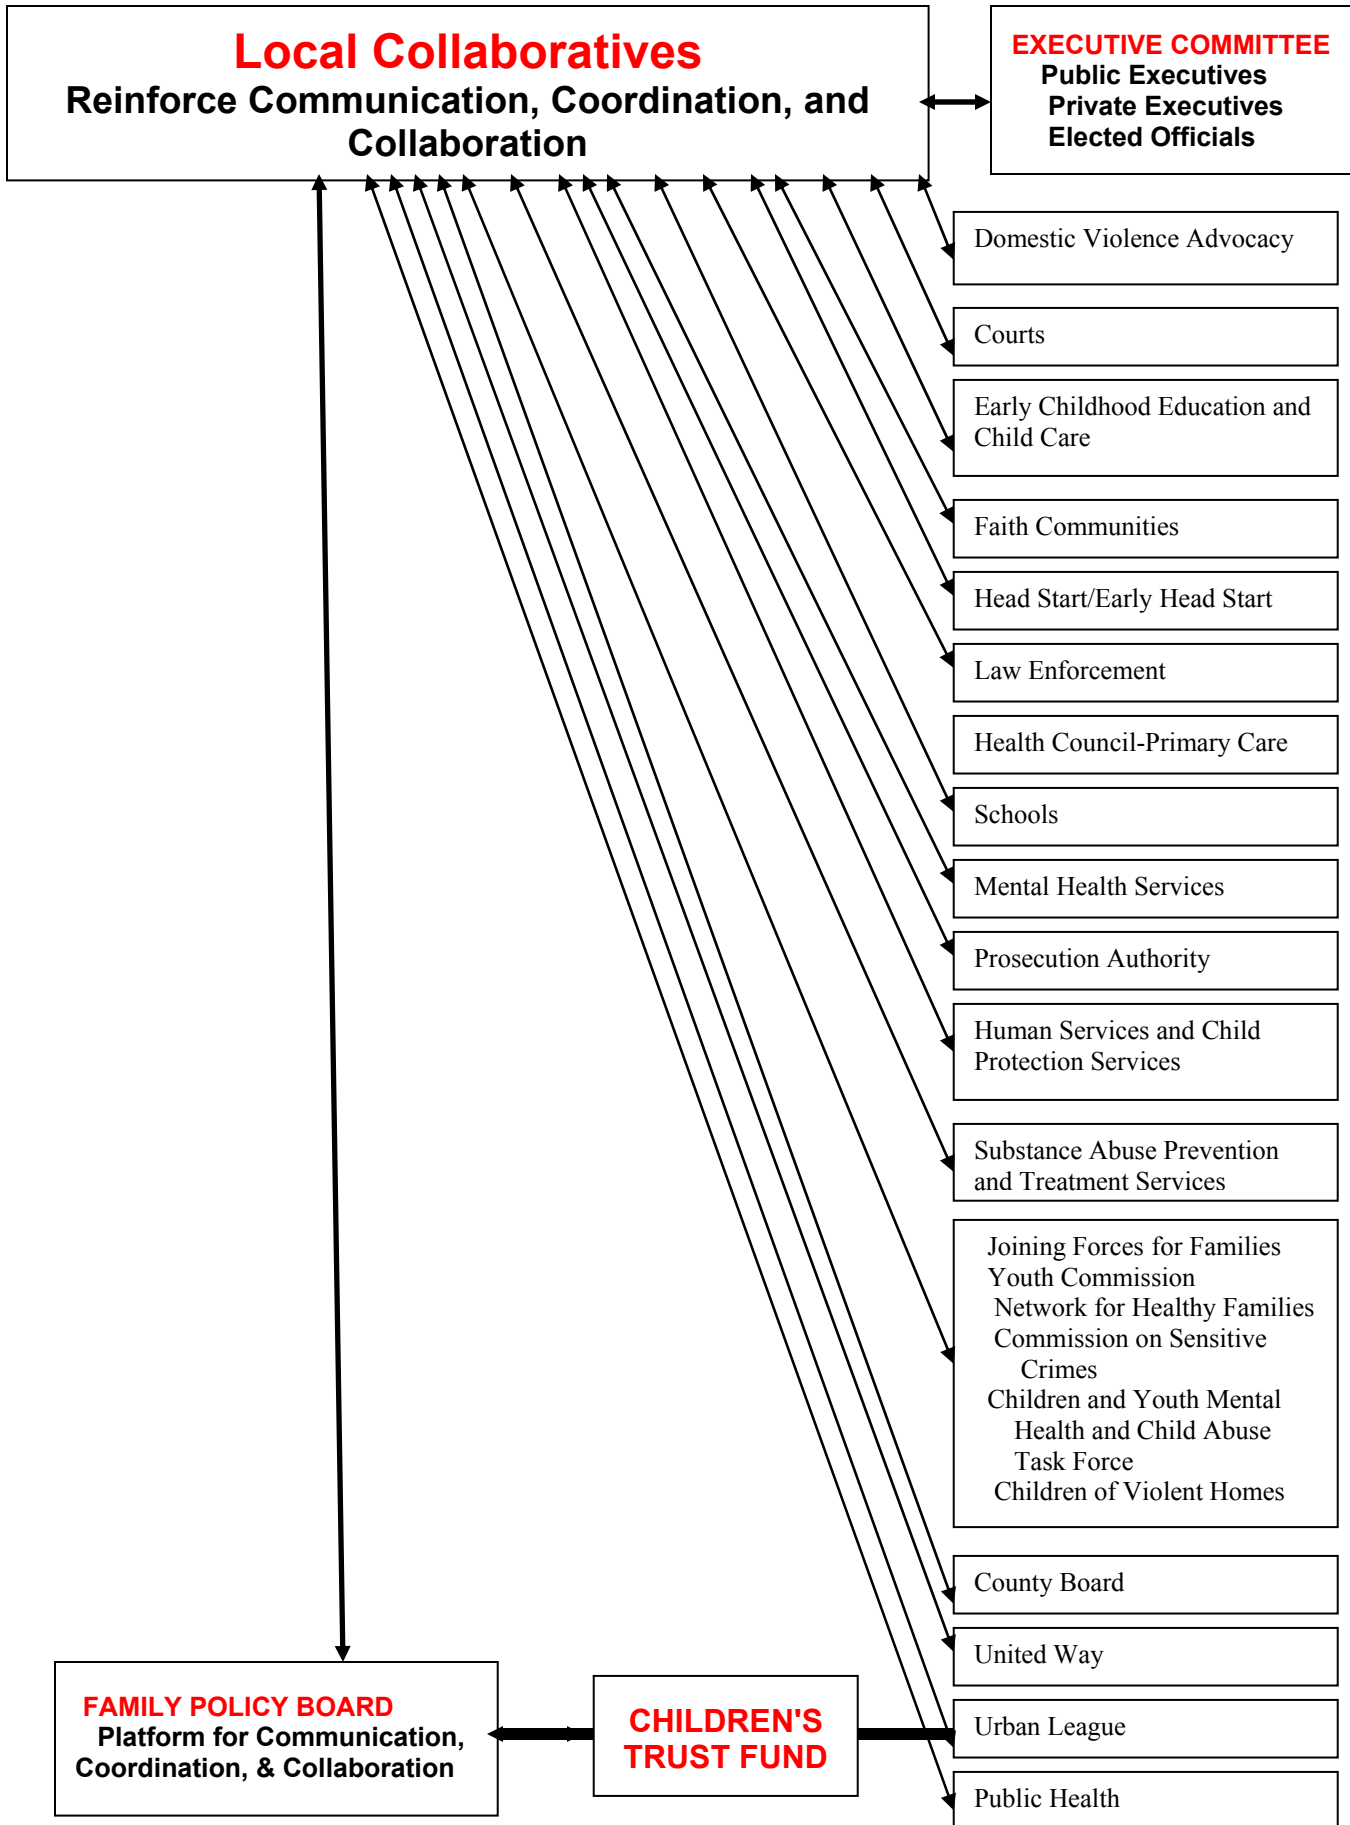 Local Collaboratives
Reinforce Communication, Coordination, and
Collaboration
EXECUTIVE COMMITTEE
Public Executives
Private Executives
Elected Officials
Domestic Violence Advocacy
Courts
Early Childhood Education and
Child Care
Faith Communities
Head Start/Early Head Start
Law Enforcement
Health Council-Primary Care
Schools
Mental Health Services
Prosecution Authority
Human Services and Child
Protection Services
Substance Abuse Prevention
and Treatment Services
Joining Forces for Families
Youth Commission
Network for Healthy Families
Commission on Sensitive
Crimes
Children and Youth Mental
Health and Child Abuse
Task Force
Children of Violent Homes
County Board
United Way
Urban League
Public Health
FAMILY POLICY BOARD
Platform for Communication,
Coordination, & Collaboration
CHILDREN'S
TRUST FUND